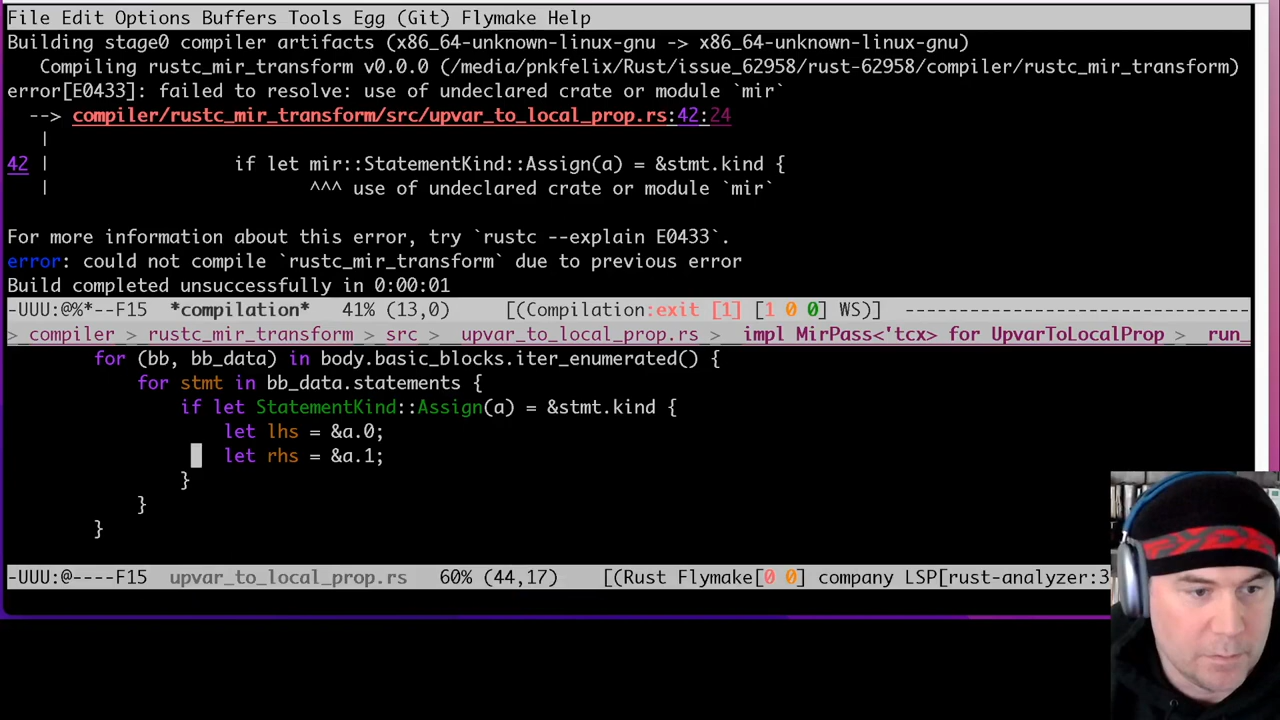 File Edit Options Buffers Tools Egg (Git) Flymake Help
Building stage0 compiler artifacts (x86_64-unknown-linux-gnu -> x86_64-unknown-linux-gnu)
   Compiling rustc_mir_transform v0.0.0 (/media/pnkfelix/Rust/issue_62958/rust-62958/compiler/rustc_mir_transform)
error[E0433]: failed to resolve: use of undeclared crate or module `mir`
  --> compiler/rustc_mir_transform/src/upvar_to_local_prop.rs:42:24
   |
42 |                 if let mir::StatementKind::Assign(a) = &stmt.kind {
   |                        ^^^ use of undeclared crate or module `mir`
For more information about this error, try `rustc --explain E0433`.
error: could not compile `rustc_mir_transform` due to previous error
Build completed unsuccessfully in 0:00:01
-UUU:@%*--F15  *compilation*   41% (13,0)     [(Compilation:exit [1] [1 0 0] WS)] ---------------------------------
> compiler > rustc_mir_transform > src > upvar_to_local_prop.rs > impl MirPass<'tcx> for UpvarToLocalProp > run_
        for (bb, bb_data) in body.basic_blocks.iter_enumerated() {
            for stmt in bb_data.statements {
                if let StatementKind::Assign(a) = &stmt.kind {
                    let lhs = &a.0;
                    let rhs = &a.1;
                }
            }
        }
-UUU:@----F15  upvar_to_local_prop.rs   60% (44,17)    [(Rust Flymake[0 0] company LSP[rust-analyzer:3